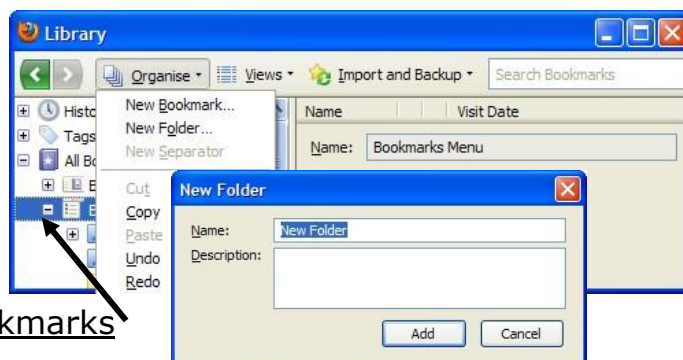 Library
Organise Views Import and Backup Search Bookmarks
Histo
Tags
All Bo
B
E
New Bookmark...
New Folder...
New Separator
Cut
Copy
Paste
Undo
Redo
Name Visit Date
Name: Bookmarks Menu
New Folder
Name: New Folder
Description:
Add Cancel
kmarks